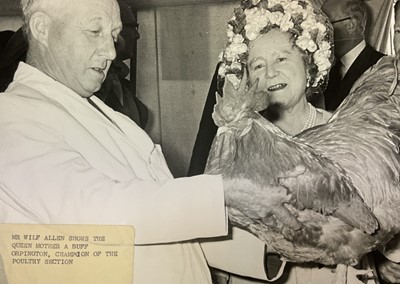 MR WILF ALLEN SHOWS THE
QUEEN MOTHER A BUFF
ORPINGTON, CHAMPION OF THE
POULTRY SECTION